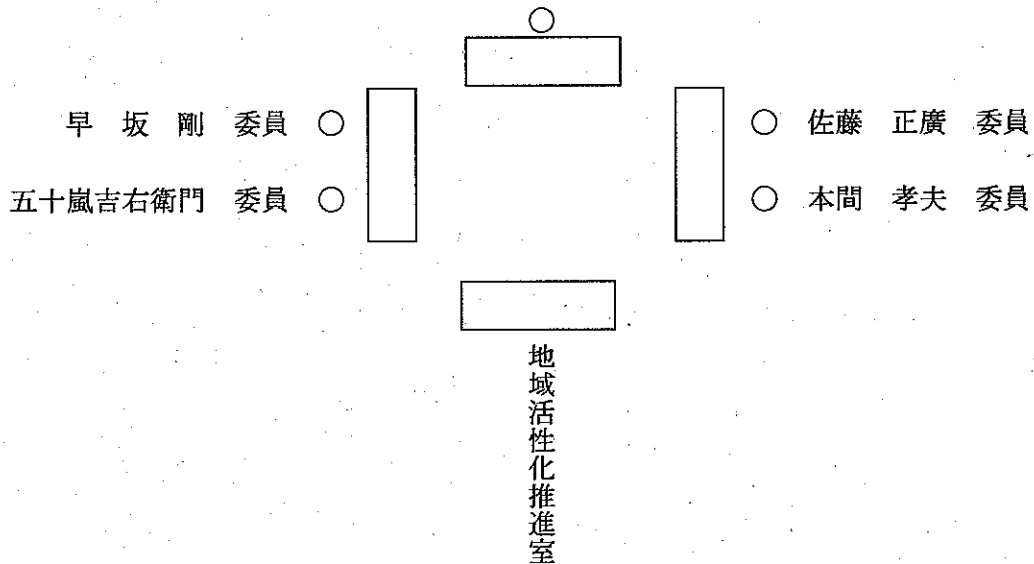 早 坂 剛 委員 ○
○ 佐藤 正廣 委員
五十嵐吉右衛門 委員 ○
○ 本間 孝夫 委員
地域活性化推進室